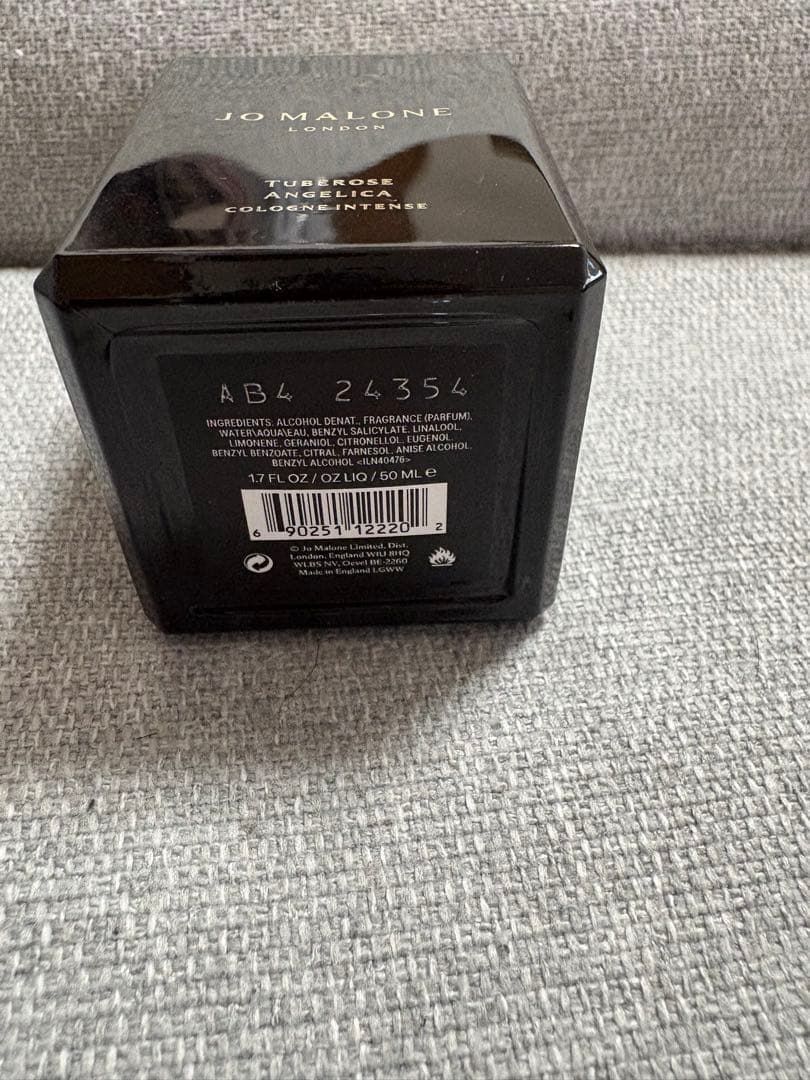 JO MALONE
LONDON
TUBEROSE
ANGELICA
COLOGNE INTENSE
AB4 24354
INGREDIENTS: ALCOHOL DENAT., FRAGRANCE (PARFUM),
WATER\AQUA\EAU, BENZYL SALICYLATE, LINALOOL,
LIMONENE, GERANIOL, CITRONELLOL, EUGENOL,
BENZYL BENZOATE, CITRAL, FARNESOL, ANISE ALCOHOL,
BENZYL ALCOHOL <ILN40476>
1.7 FL OZ / OZ LIQ / 50 ML e
6 90251 12220 2
© Jo Malone Limited, Dist.
London, England W1U 8HQ
WLBS NV, Oevel BE-2260
Made in England LGWW